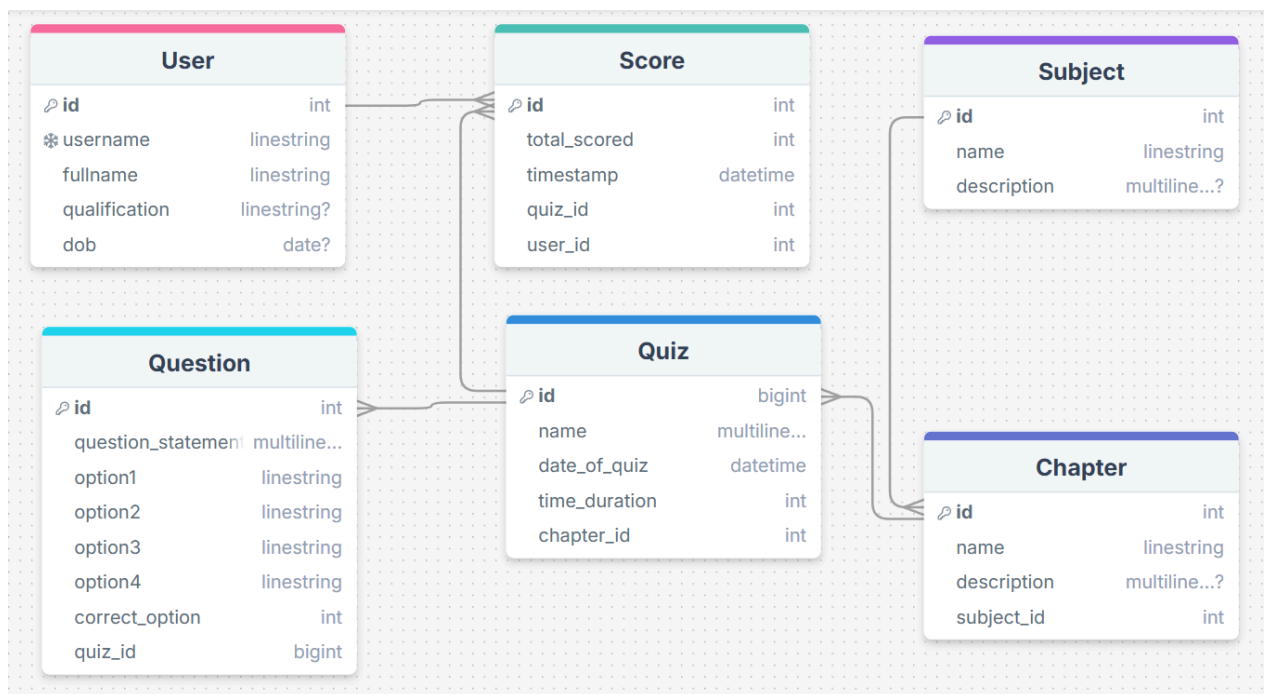 User
id int
username linestring
fullname linestring
qualification linestring?
dob date?
Score
id int
total_scored int
timestamp datetime
quiz_id int
user_id int
Subject
id int
name linestring
description multiline...?
Question
id int
question_statement multiline...
option1 linestring
option2 linestring
option3 linestring
option4 linestring
correct_option int
quiz_id bigint
Quiz
id bigint
name multiline...
date_of_quiz datetime
time_duration int
chapter_id int
Chapter
id int
name linestring
description multiline...?
subject_id int